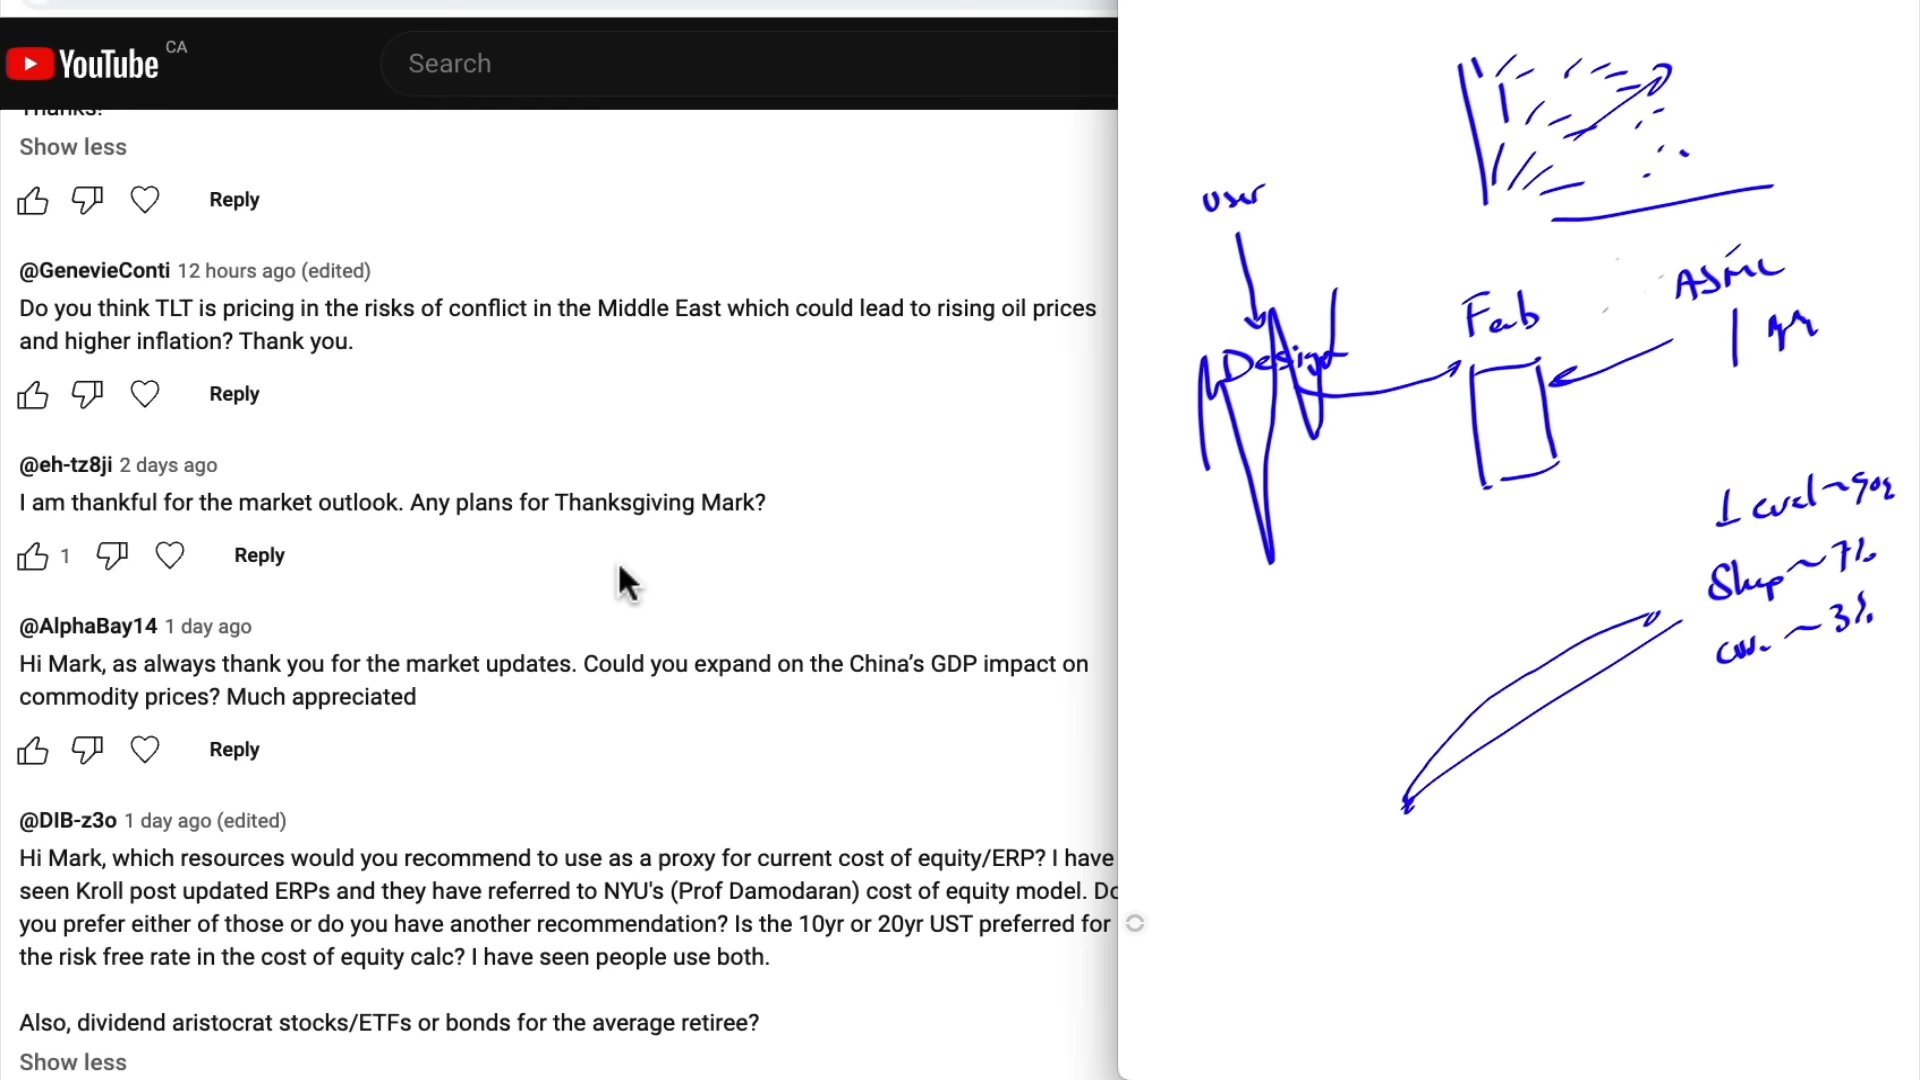 YouTube CA
Search
Thanks!
Show less
Reply
@GenevieConti 12 hours ago (edited)
Do you think TLT is pricing in the risks of conflict in the Middle East which could lead to rising oil prices
and higher inflation? Thank you.
Reply
@eh-tz8ji 2 days ago
I am thankful for the market outlook. Any plans for Thanksgiving Mark?
1
Reply
@AlphaBay14 1 day ago
Hi Mark, as always thank you for the market updates. Could you expand on the China's GDP impact on
commodity prices? Much appreciated
Reply
@DIB-z3o 1 day ago (edited)
Hi Mark, which resources would you recommend to use as a proxy for current cost of equity/ERP? I have
seen Kroll post updated ERPs and they have referred to NYU's (Prof Damodaran) cost of equity model. Do
you prefer either of those or do you have another recommendation? Is the 10yr or 20yr UST preferred for
the risk free rate in the cost of equity calc? I have seen people use both.
Also, dividend aristocrat stocks/ETFs or bonds for the average retiree?
Show less
user
Design
Fab
ASML
Level ~ 90%
~ 7%
~ 3%